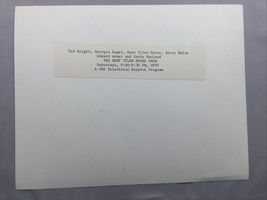 Ted Knight, Georgia Engel, Mary Tyler Moore, Betty White
Edward Asner and Gavin MacLeod
THE MARY TYLER MOORE SHOW
Saturdays, 9:00-9:30 PM,
A CBS Television Network Program